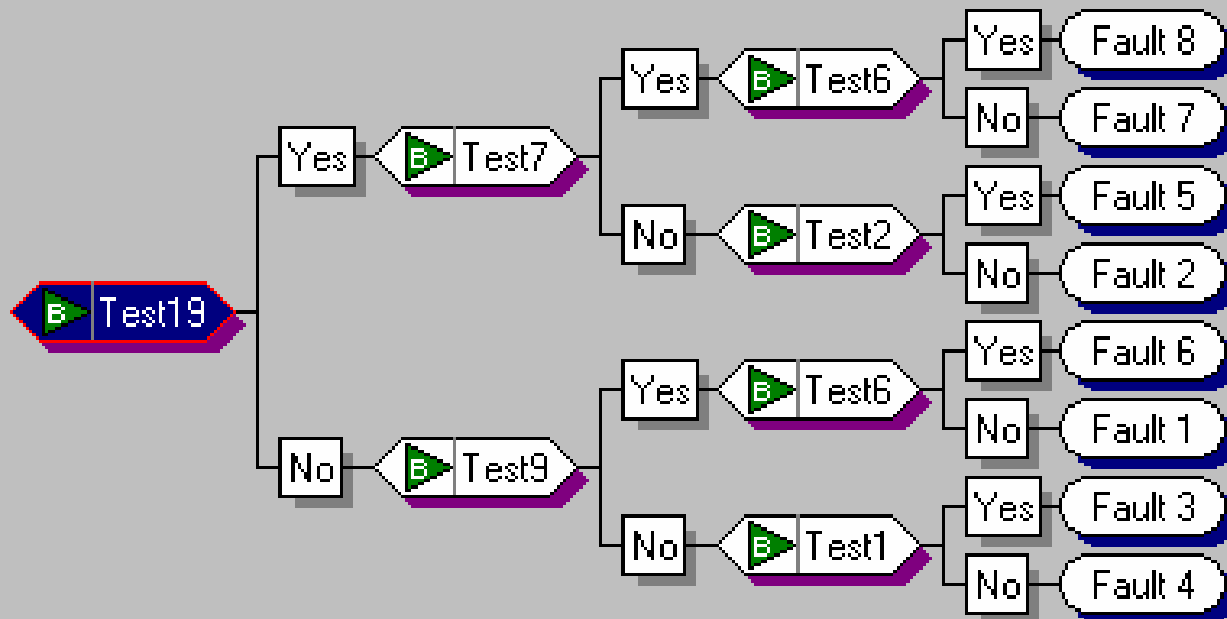 Yes Fault 8
Yes B Test6
No Fault 7
Yes B Test7
Yes Fault 5
No B Test2
No Fault 2
B Test19
Yes Fault 6
Yes B Test6
No Fault 1
No B Test9
Yes Fault 3
No B Test1
No Fault 4